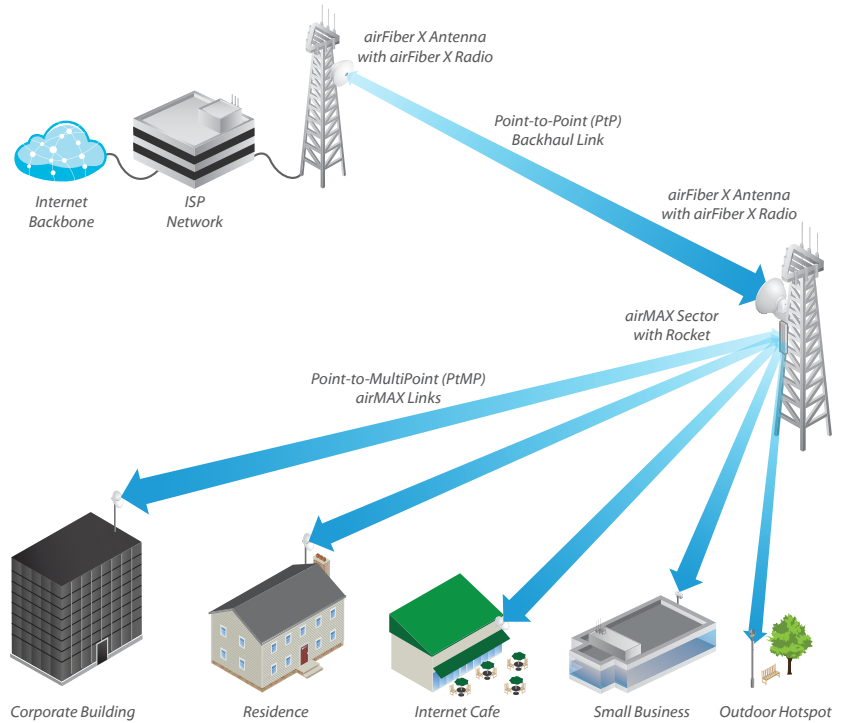 airFiber X Antenna
with airFiber X Radio
Point-to-Point (PtP)
Backhaul Link
Internet
Backbone
ISP
Network
airFiber X Antenna
with airFiber X Radio
airMAX Sector
with Rocket
Point-to-MultiPoint (PtMP)
airMAX Links
Corporate Building
Residence
Internet Cafe
Small Business
Outdoor Hotspot